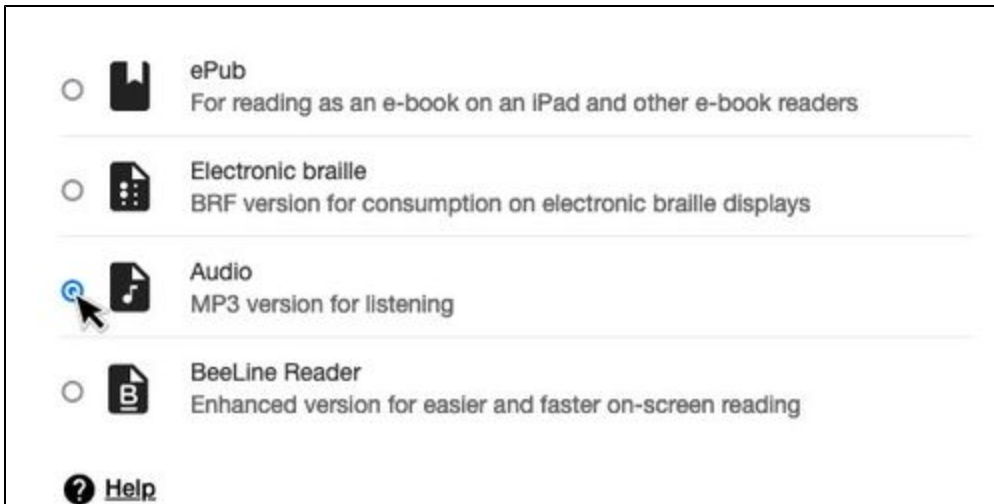 ePub
For reading as an e-book on an iPad and other e-book readers
Electronic braille
BRF version for consumption on electronic braille displays
Audio
MP3 version for listening
B
BeeLine Reader
Enhanced version for easier and faster on-screen reading
? Help